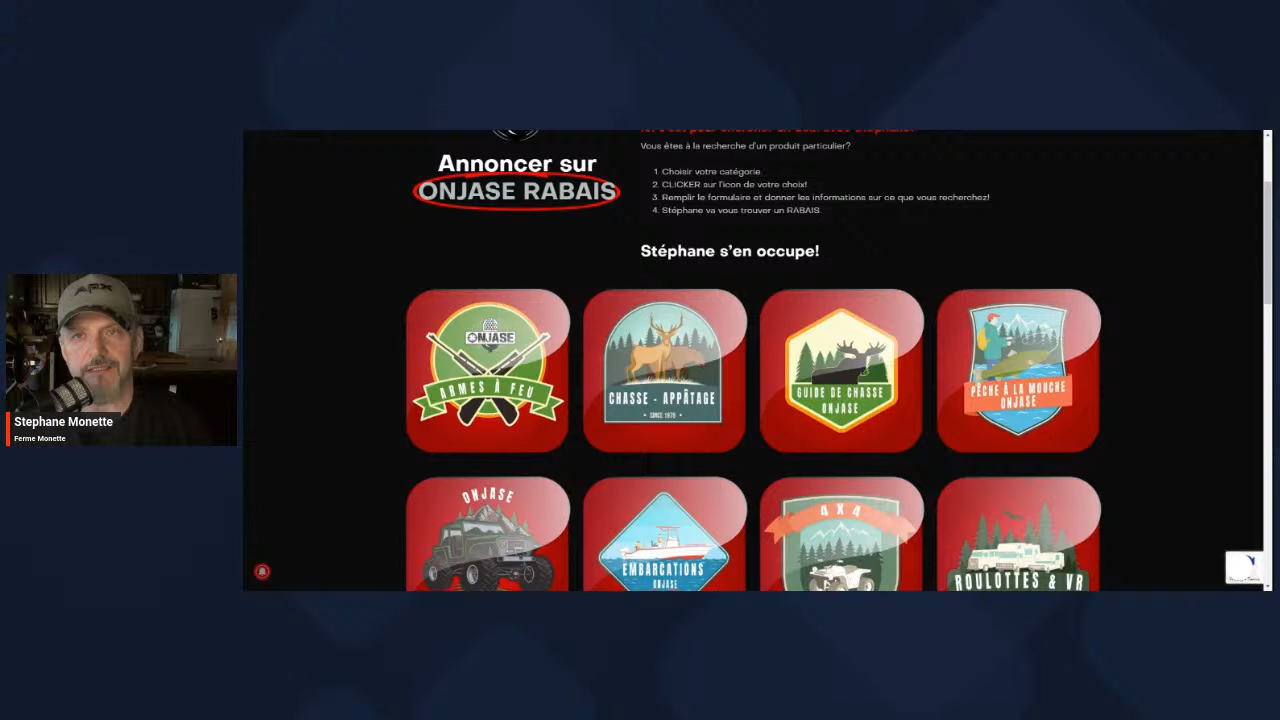 Annoncer sur
ONJASE RABAIS
Vous êtes à la recherche d'un produit particulier?
1. Choisir votre catégorie
2. CLICKER sur l'icon de votre choix!
3. Remplir le formulaire et donner les informations sur ce que vous recherchez!
4. Stéphane va vous trouver un RABAIS
Stéphane s'en occupe!
ONJASE
ARMES À FEU
CHASSE - APPÂTAGE
• SINCE 1976 •
GUIDE DE CHASSE
ONJASE
PÊCHE À LA MOUCHE
ONJASE
APX
Stephane Monette
Ferme Monette
ONJASE
EMBARCATIONS
ONJASE
4X4
ROULOTTES & VR